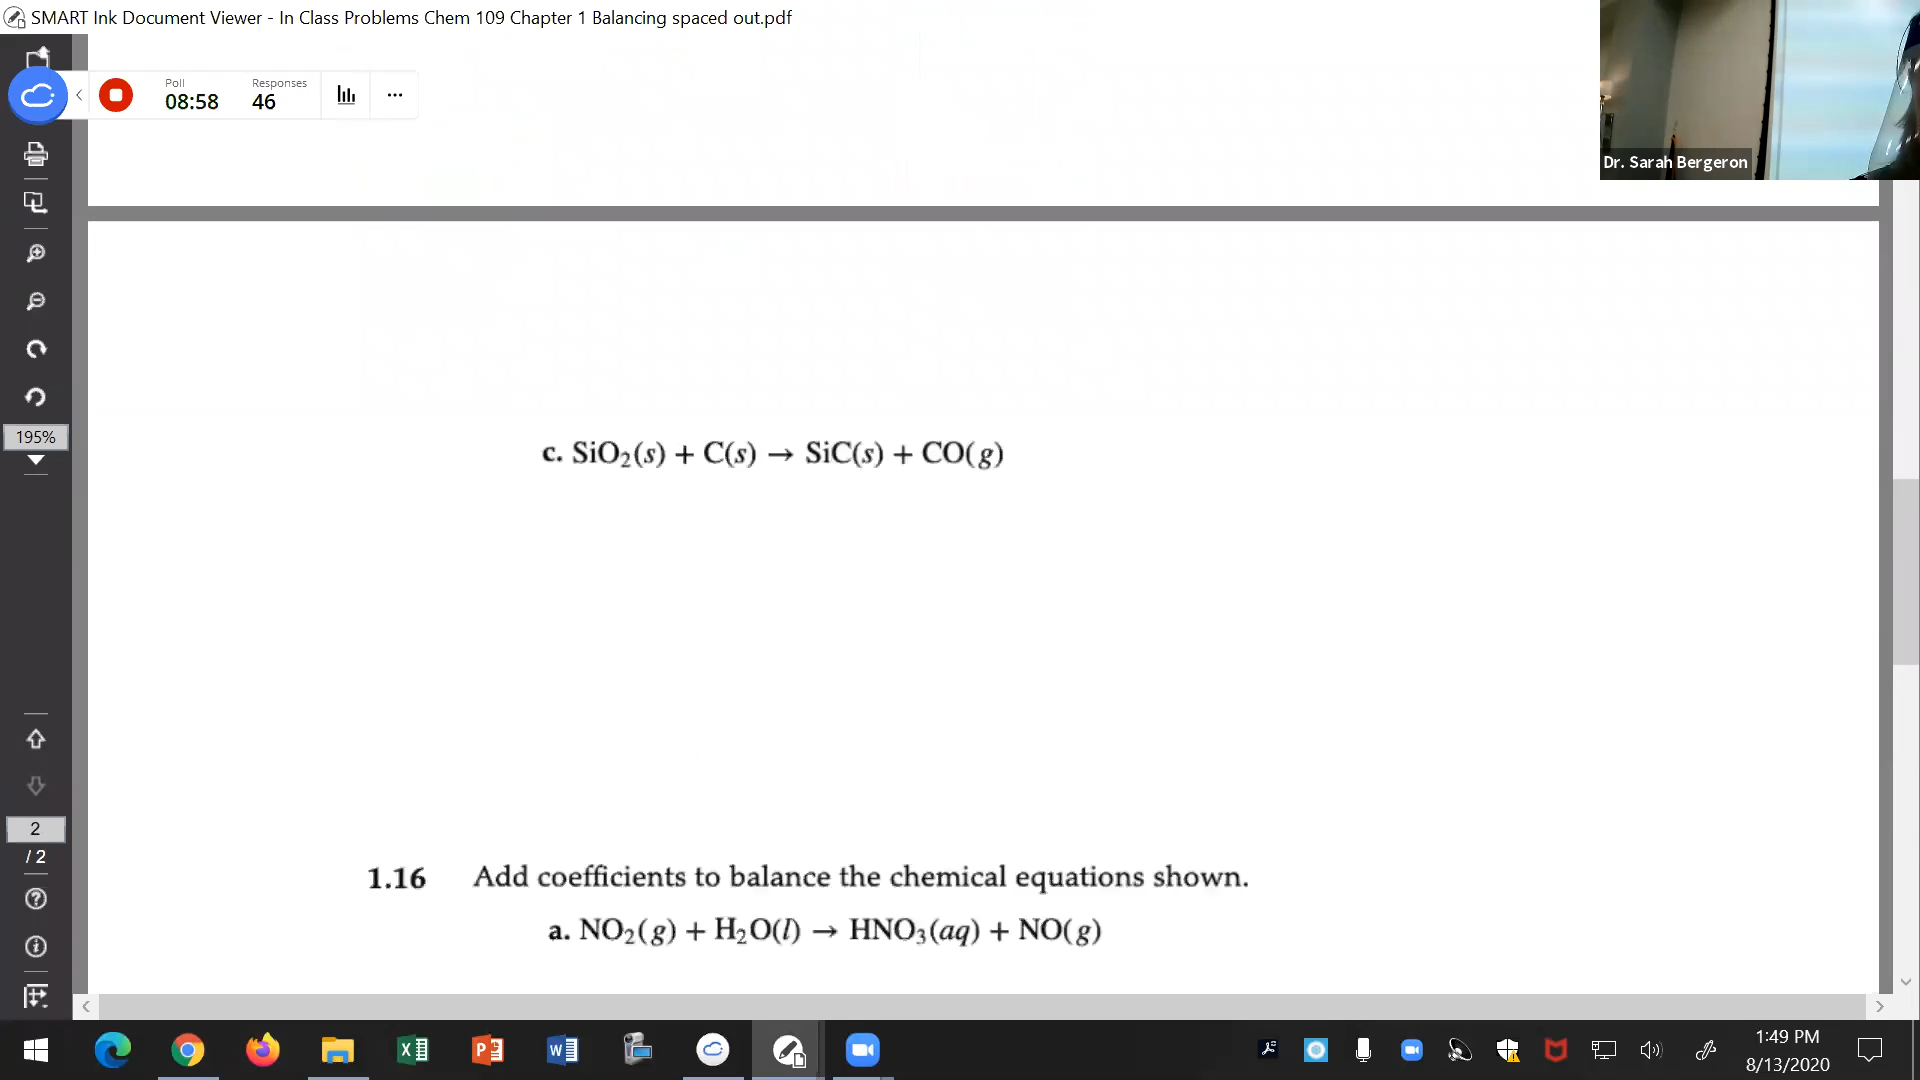 SMART Ink Document Viewer - In Class Problems Chem 109 Chapter 1 Balancing spaced out.pdf
Poll
08:58
Responses
46
Dr. Sarah Bergeron
195%
c. SiO₂(s) + C(s) → SiC(s) + CO(g)
2
/ 2
1.16 Add coefficients to balance the chemical equations shown.
a. NO₂(g) + H₂O(l) → HNO₃(aq) + NO(g)
1:49 PM
8/13/2020